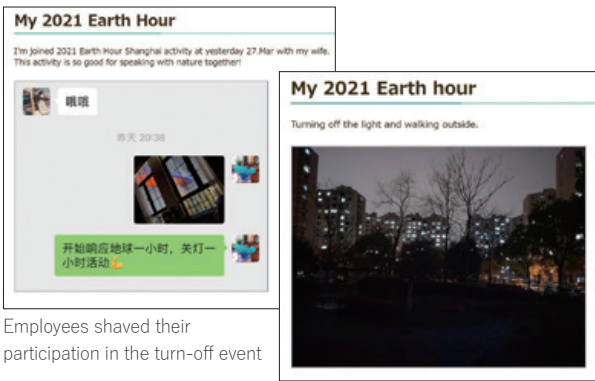 My 2021 Earth Hour
I'm joined 2021 Earth Hour Shanghai activity at yesterday 27.Mar with my wife.
This activity is so good for speaking with nature together!
哦哦
昨天 20:36
开始响应地球一小时，关灯一
小时活动💪
Employees shaved their
participation in the turn-off event
My 2021 Earth hour
Turning off the light and walking outside.